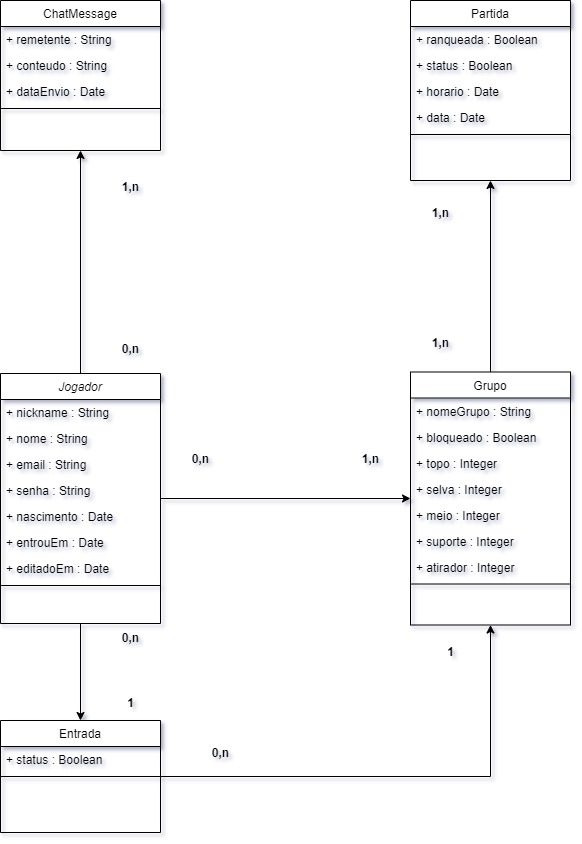 ChatMessage
+ remetente : String
+ conteudo : String
+ dataEnvio : Date
Partida
+ ranqueada : Boolean
+ status : Boolean
+ horario : Date
+ data : Date
1,n
0,n
1,n
1,n
Jogador
+ nickname : String
+ nome : String
+ email : String
+ senha : String
+ nascimento : Date
+ entrouEm : Date
+ editadoEm : Date
0,n
1,n
Grupo
+ nomeGrupo : String
+ bloqueado : Boolean
+ topo : Integer
+ selva : Integer
+ meio : Integer
+ suporte : Integer
+ atirador : Integer
0,n
1
1
0,n
Entrada
+ status : Boolean